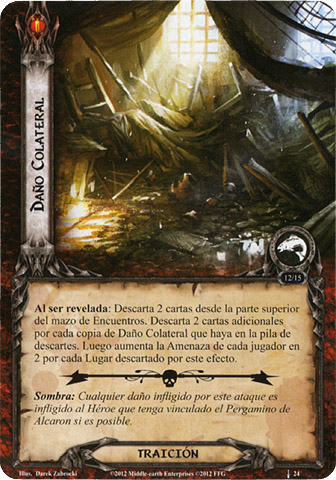 DAÑO COLATERAL
12/15
Al ser revelada: Descarta 2 cartas desde la parte superior
del mazo de Encuentros. Descarta 2 cartas adicionales
por cada copia de Daño Colateral que haya en la pila de
descartes. Luego aumenta la Amenaza de cada jugador en
2 por cada Lugar descartado por este efecto.
Sombra: Cualquier daño infligido por este ataque es
infligido al Héroe que tenga vinculado el Pergamino de
Alcaron si es posible.
TRAICIÓN
Illus. Darek Zabrocki ©2012 Middle-earth Enterprises ©2012 FFG 24